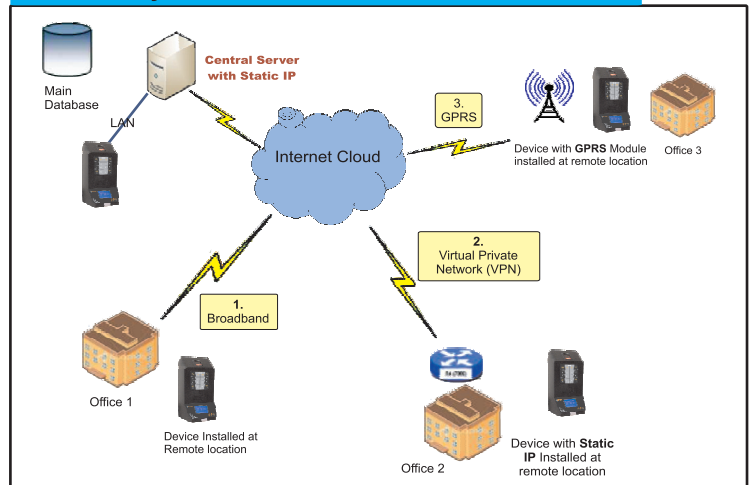 Central Server
with Static IP
Main
Database
LAN
Internet Cloud
3.
GPRS
Device with GPRS Module
installed at remote location
Office 3
2.
Virtual Private
Network (VPN)
1.
Broadband
Office 1
Device Installed at
Remote location
Office 2
Device with Static
IP Installed at
remote location